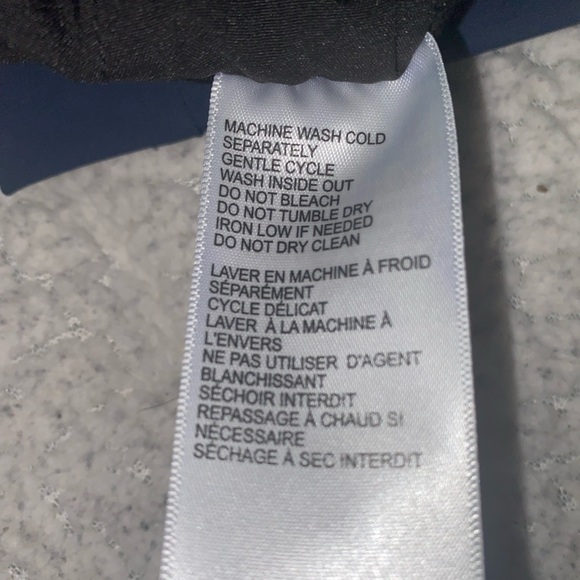 MACHINE WASH COLD
SEPARATELY
GENTLE CYCLE
WASH INSIDE OUT
DO NOT BLEACH
DO NOT TUMBLE DRY
IRON LOW IF NEEDED
DO NOT DRY CLEAN
LAVER EN MACHINE À FROID
SÉPARÉMENT
CYCLE DÉLICAT
LAVER À LA MACHINE À
L'ENVERS
NE PAS UTILISER D'AGENT
BLANCHISSANT
SÉCHOIR INTERDIT
REPASSAGE À CHAUD SI
NÉCESSAIRE
SÉCHAGE À SEC INTERDIT